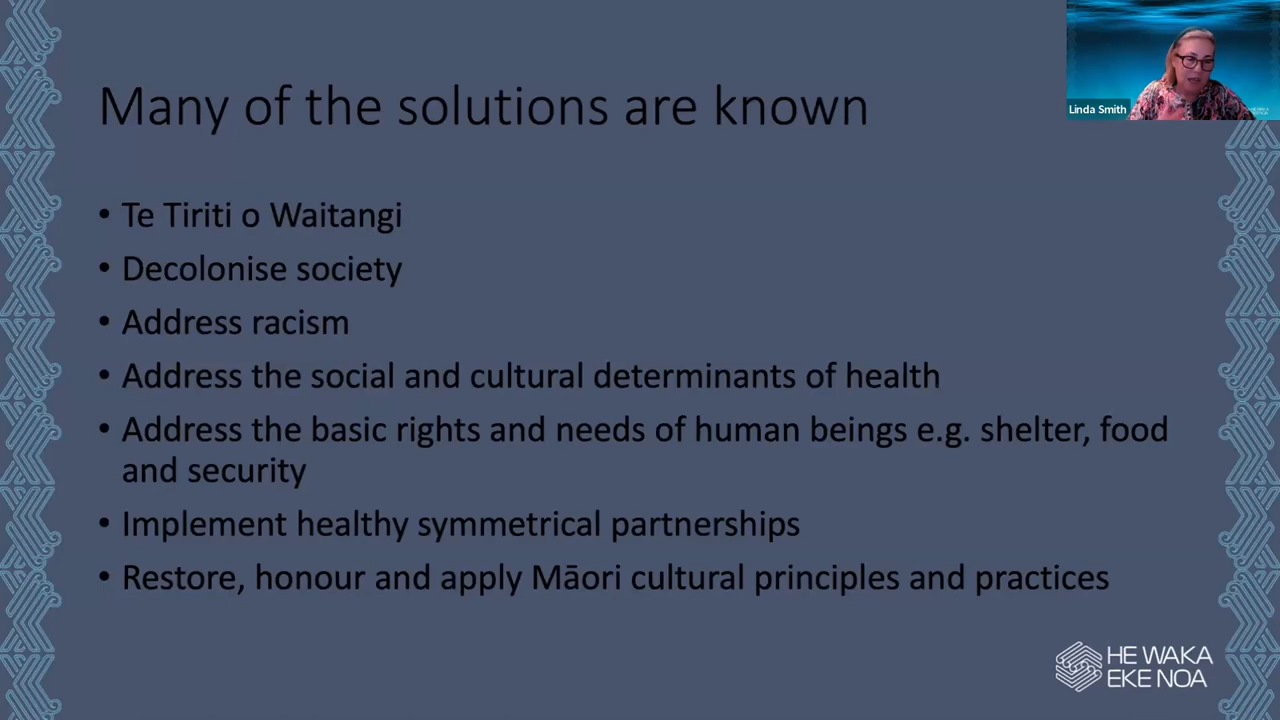 Many of the solutions are known
Linda Smith
• Te Tiriti o Waitangi
• Decolonise society
• Address racism
• Address the social and cultural determinants of health
• Address the basic rights and needs of human beings e.g. shelter, food
and security
• Implement healthy symmetrical partnerships
• Restore, honour and apply Māori cultural principles and practices
HE WAKA
EKE NOA